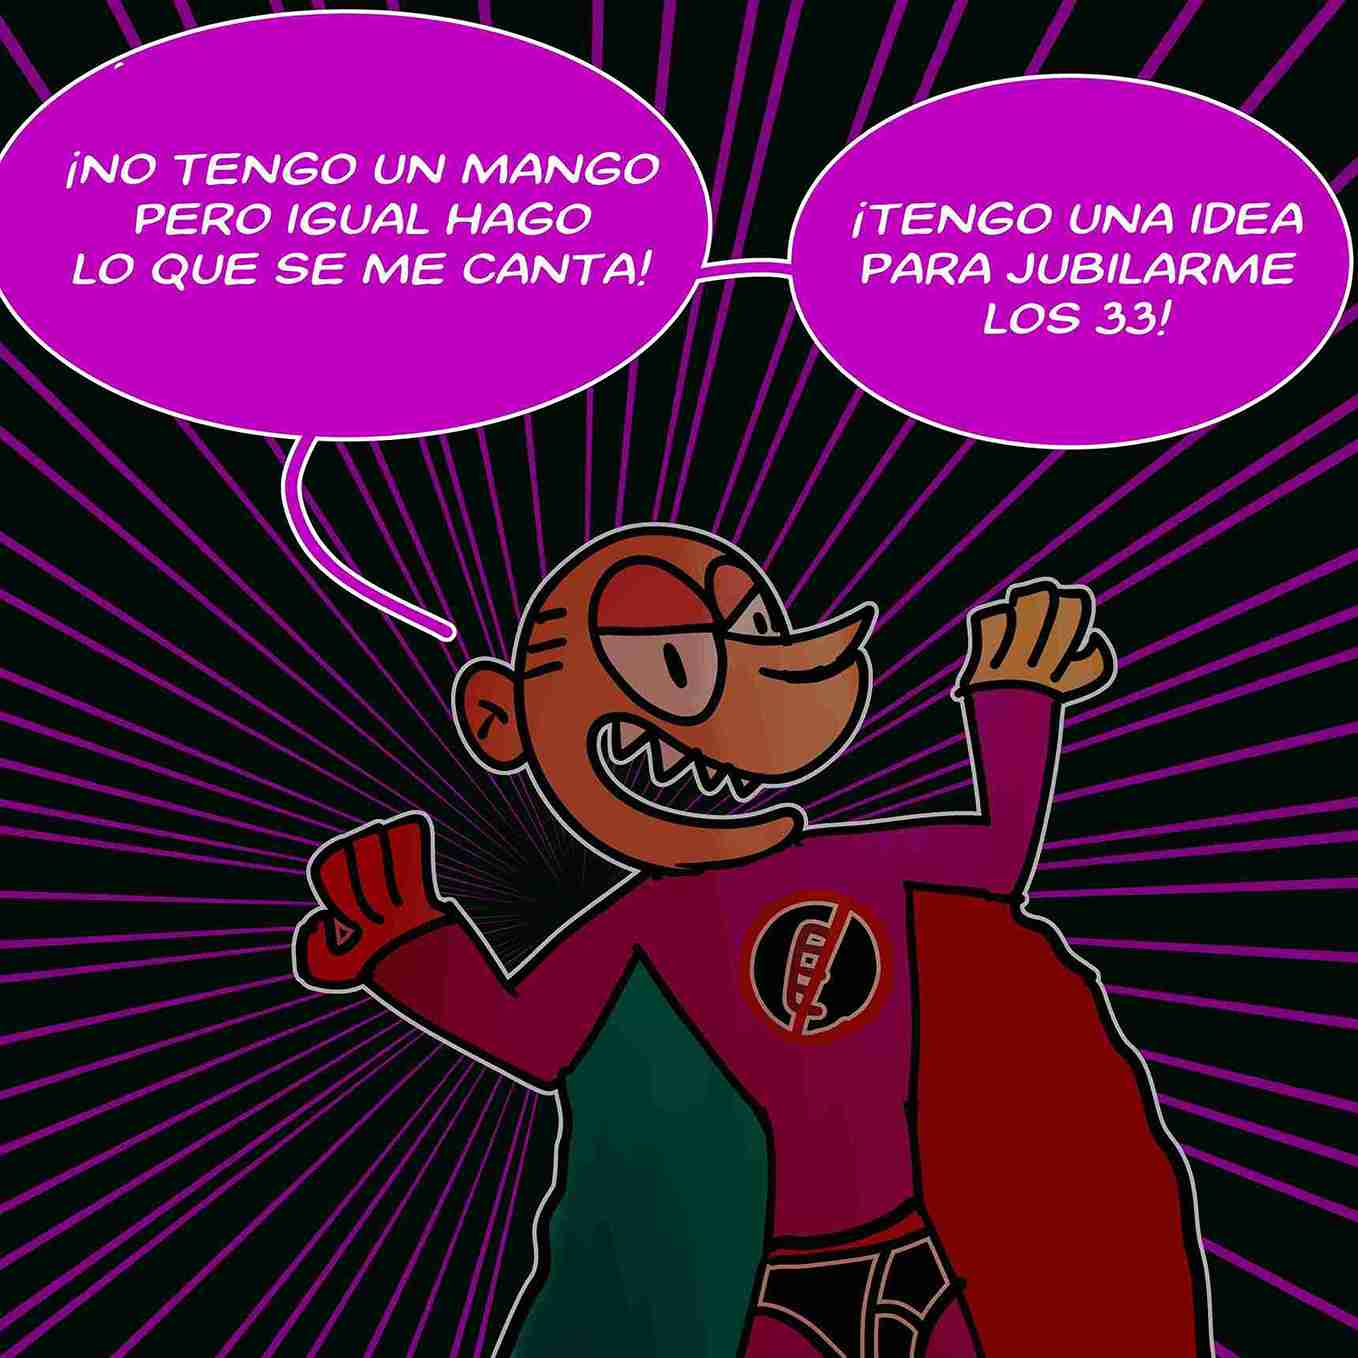 ¡NO TENGO UN MANGO
PERO IGUAL HAGO
LO QUE SE ME CANTA!
¡TENGO UNA IDEA
PARA JUBILARME
LOS 33!